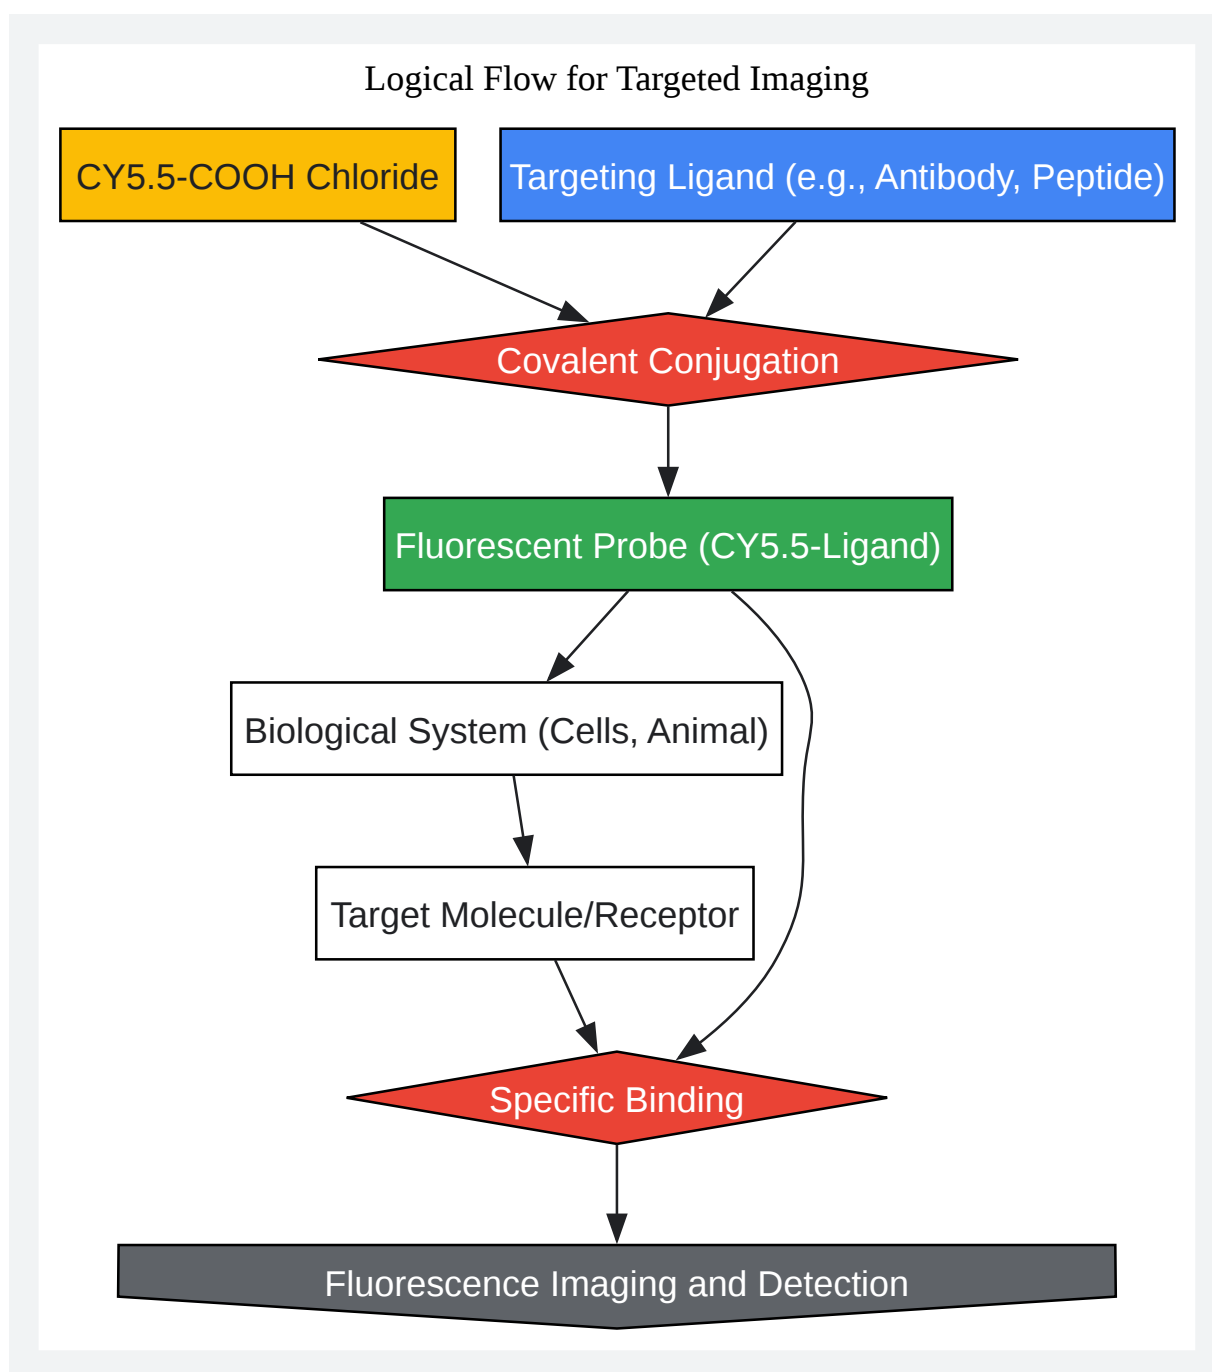 Logical Flow for Targeted Imaging
CY5.5-COOH Chloride
Targeting Ligand (e.g., Antibody, Peptide)
Covalent Conjugation
Fluorescent Probe (CY5.5-Ligand)
Biological System (Cells, Animal)
Target Molecule/Receptor
Specific Binding
Fluorescence Imaging and Detection